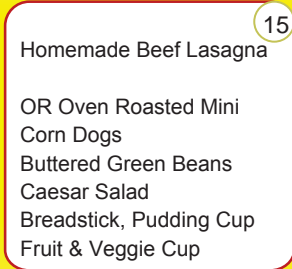 15
Homemade Beef Lasagna
OR Oven Roasted Mini
Corn Dogs
Buttered Green Beans
Caesar Salad
Breadstick, Pudding Cup
Fruit & Veggie Cup